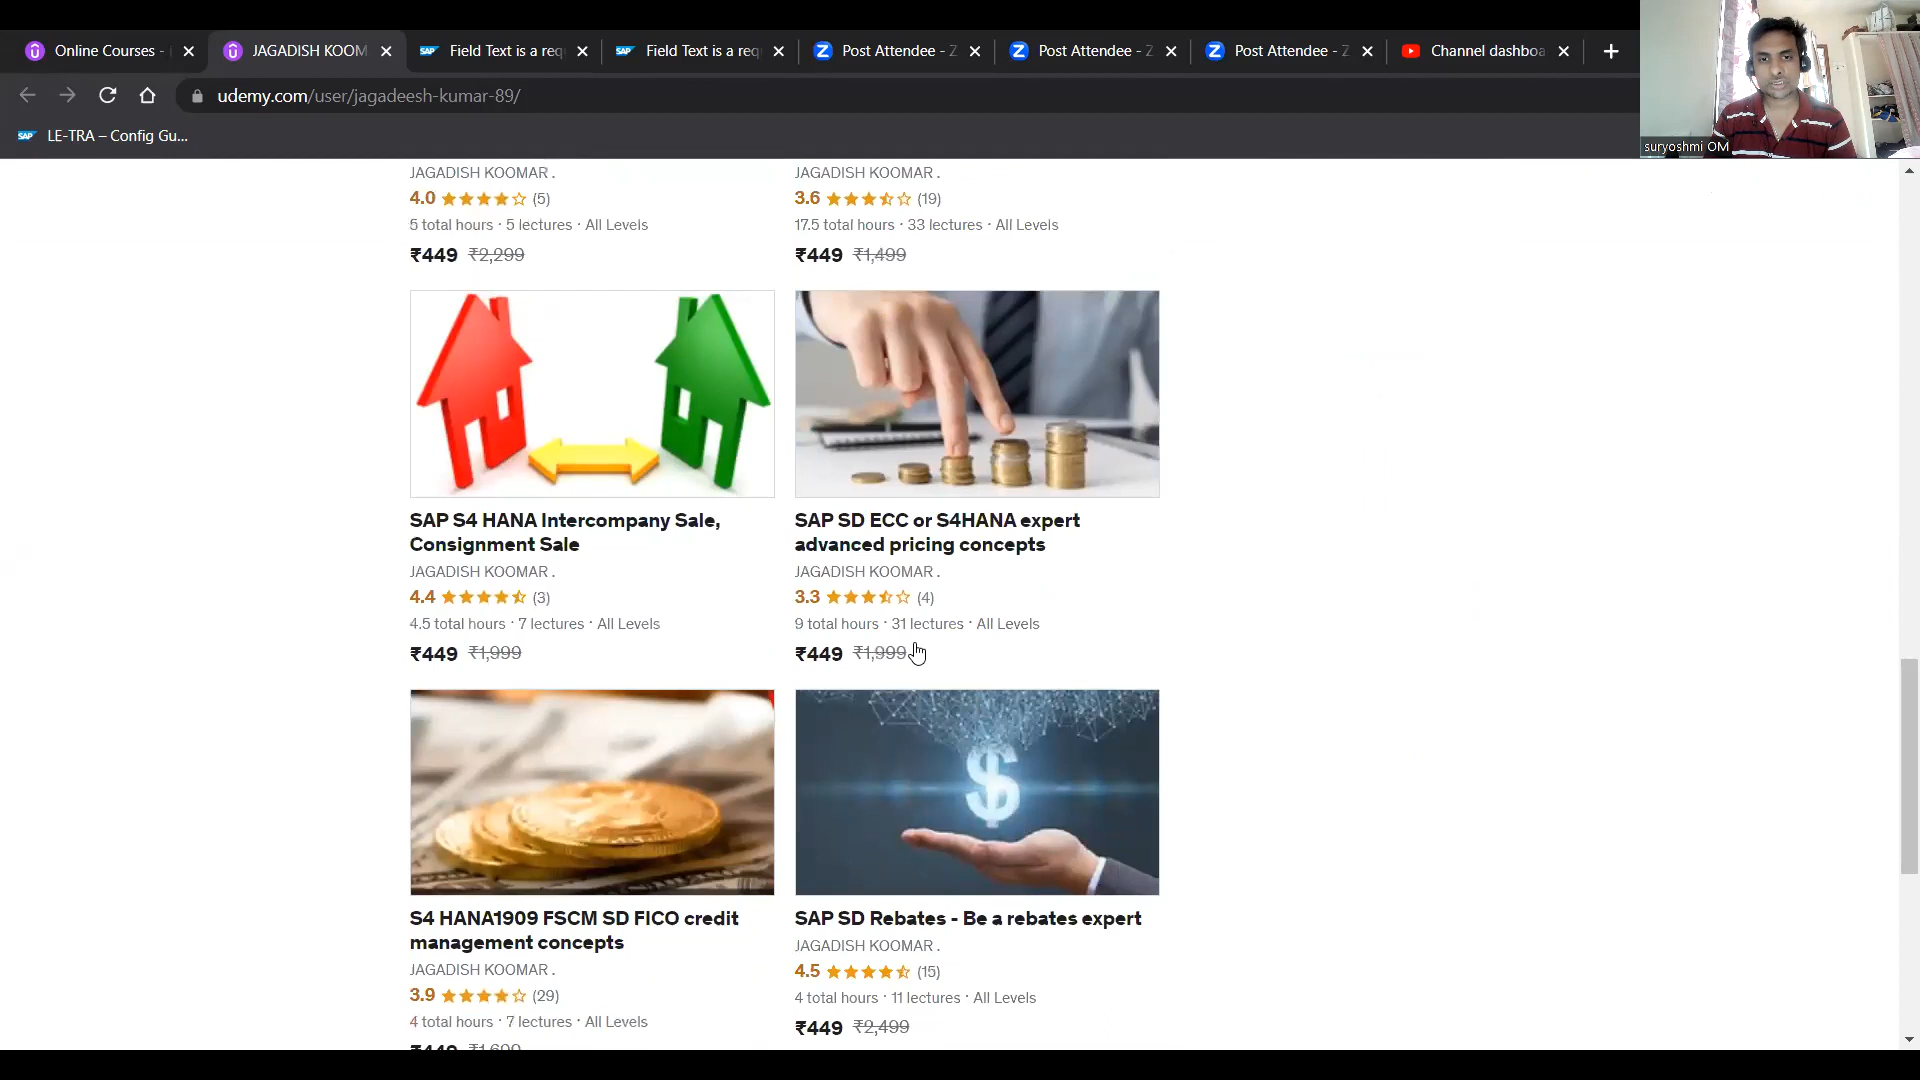 Online Courses -
JAGADISH KOOM
Field Text is a req
Field Text is a req
Post Attendee - Z
Post Attendee - Z
Post Attendee - Z
Channel dashboa
udemy.com/user/jagadeesh-kumar-89/
SAP LE-TRA – Config Gu...
suryoshmi OM
JAGADISH KOOMAR .
4.0 (5)
5 total hours · 5 lectures · All Levels
₹449 ₹2,299
JAGADISH KOOMAR .
3.6 (19)
17.5 total hours · 33 lectures · All Levels
₹449 ₹1,499
SAP S4 HANA Intercompany Sale,
Consignment Sale
JAGADISH KOOMAR .
4.4 (3)
4.5 total hours · 7 lectures · All Levels
₹449 ₹1,999
SAP SD ECC or S4HANA expert
advanced pricing concepts
JAGADISH KOOMAR .
3.3 (4)
9 total hours · 31 lectures · All Levels
₹449 ₹1,999
S4 HANA1909 FSCM SD FICO credit
management concepts
JAGADISH KOOMAR .
3.9 (29)
4 total hours · 7 lectures · All Levels
₹449 ₹1,699
SAP SD Rebates - Be a rebates expert
JAGADISH KOOMAR .
4.5 (15)
4 total hours · 11 lectures · All Levels
₹449 ₹2,499